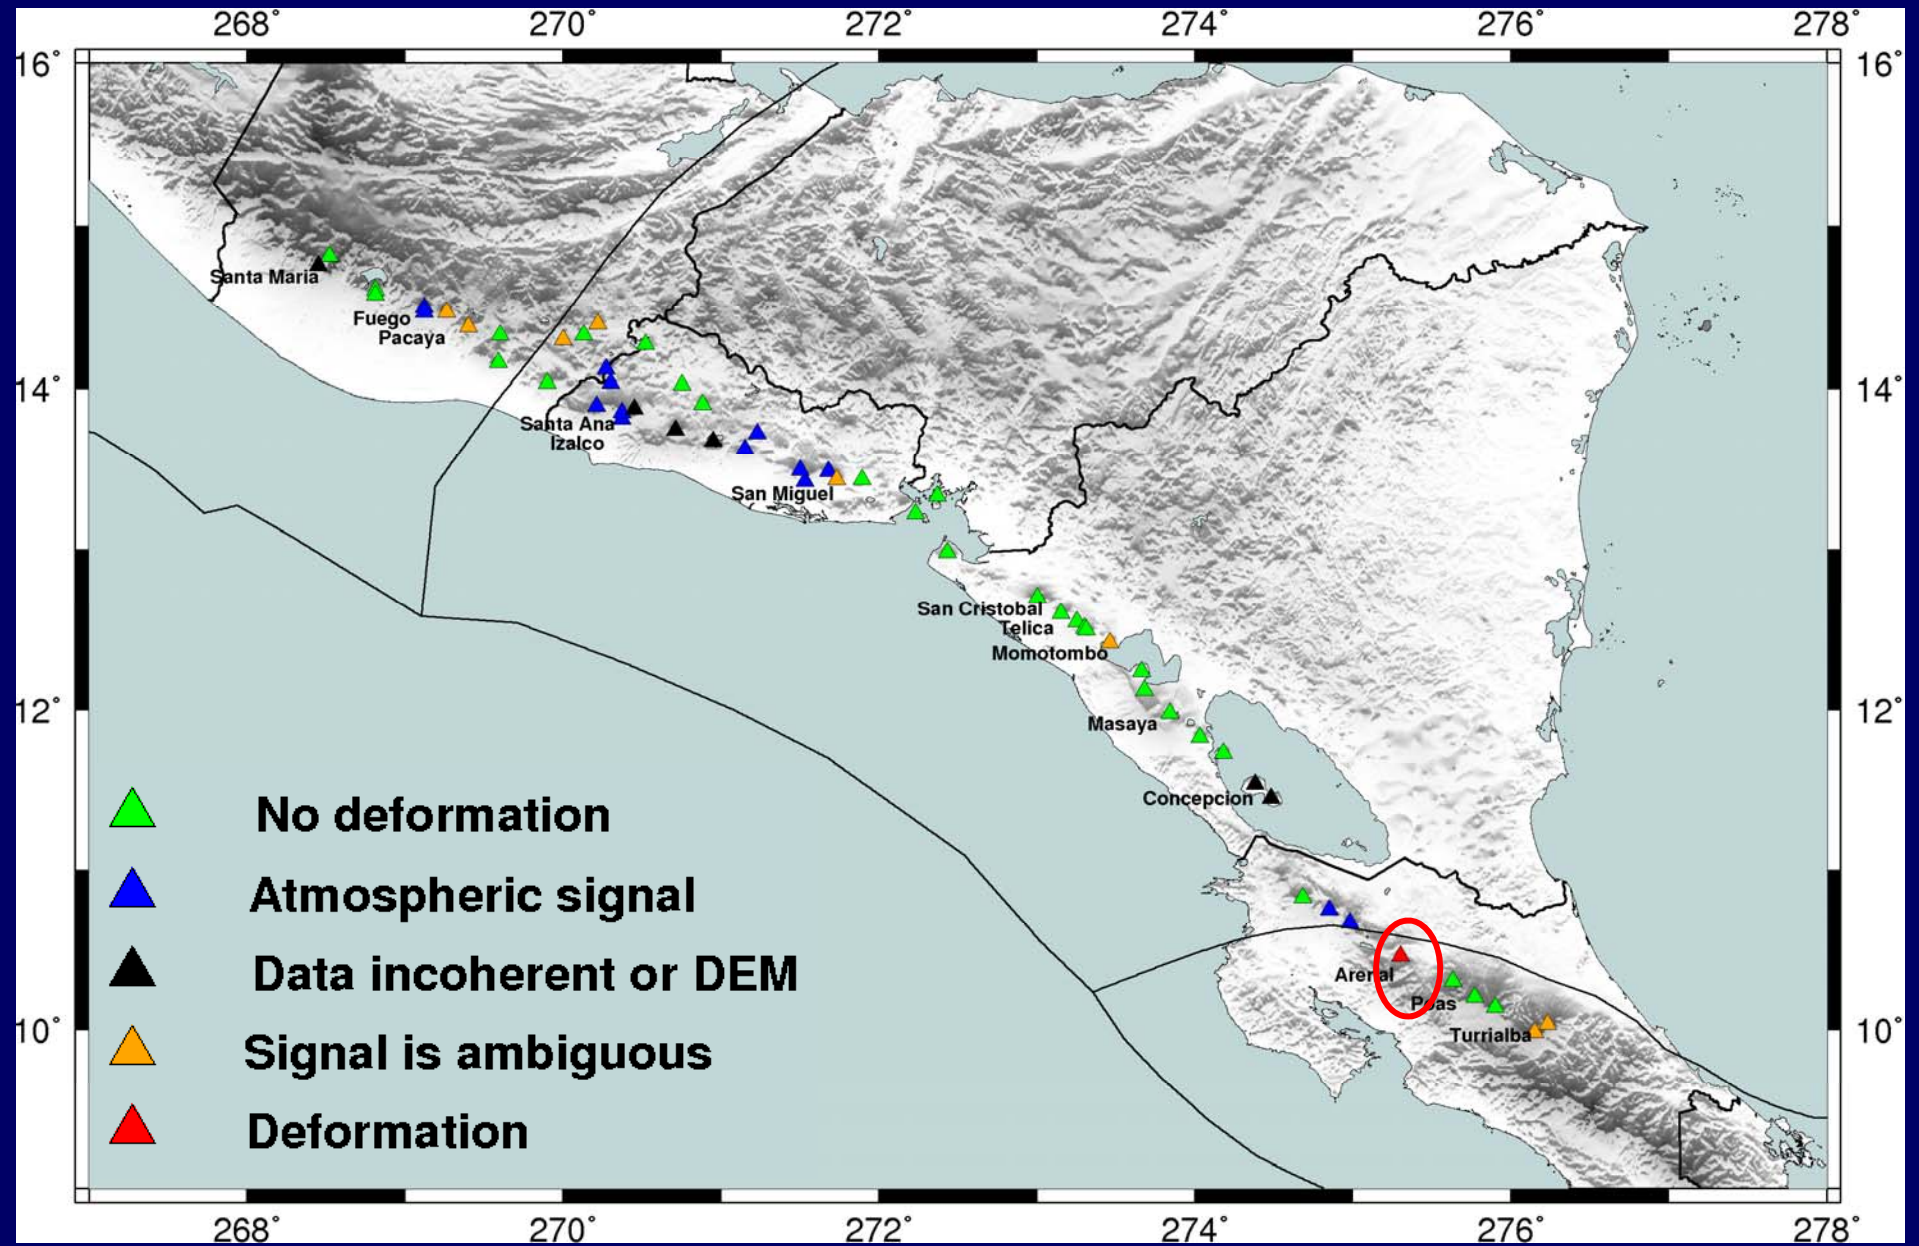 268° 270° 272° 274° 276° 278°
16° 16°
Santa Maria
Fuego
Pacaya
14° 14°
Santa Ana
Izalco
San Miguel
San Cristobal
Telica
Momotombo
12° 12°
Masaya
Concepcion
No deformation
Atmospheric signal
Data incoherent or DEM
Arenal
Poas
10° 10°
Turrialba
Signal is ambiguous
Deformation
268° 270° 272° 274° 276° 278°